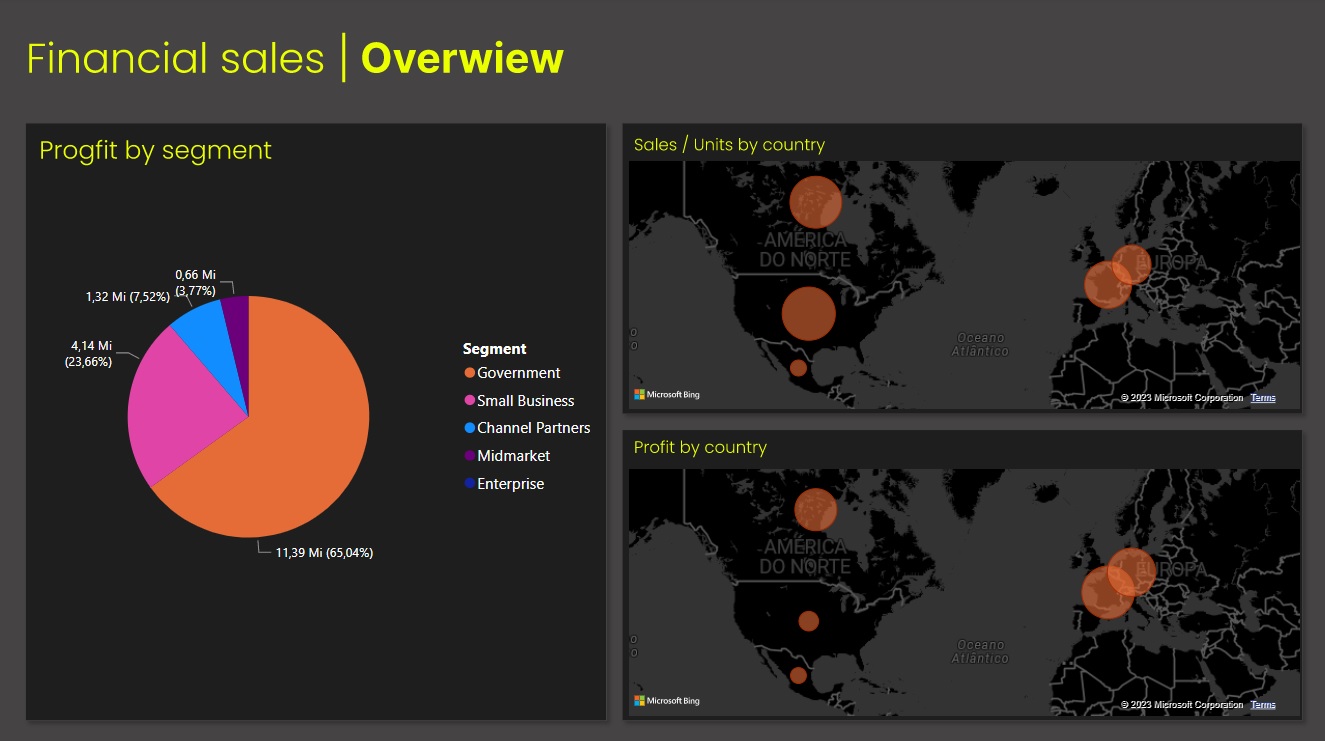 Financial sales | Overwiew
Progfit by segment
0,66 Mi
(3,77%)
1,32 Mi (7,52%)
4,14 Mi
(23,66%)
11,39 Mi (65,04%)
Segment
Government
Small Business
Channel Partners
Midmarket
Enterprise
Sales / Units by country
AMÉRICA
DO NORTE
EUROPA
Oceano
Atlântico
O
O
Microsoft Bing
© 2023 Microsoft Corporation Terms
Profit by country
AMÉRICA
DO NORTE
EUROPA
Oceano
Atlântico
O
O
Microsoft Bing
© 2023 Microsoft Corporation Terms